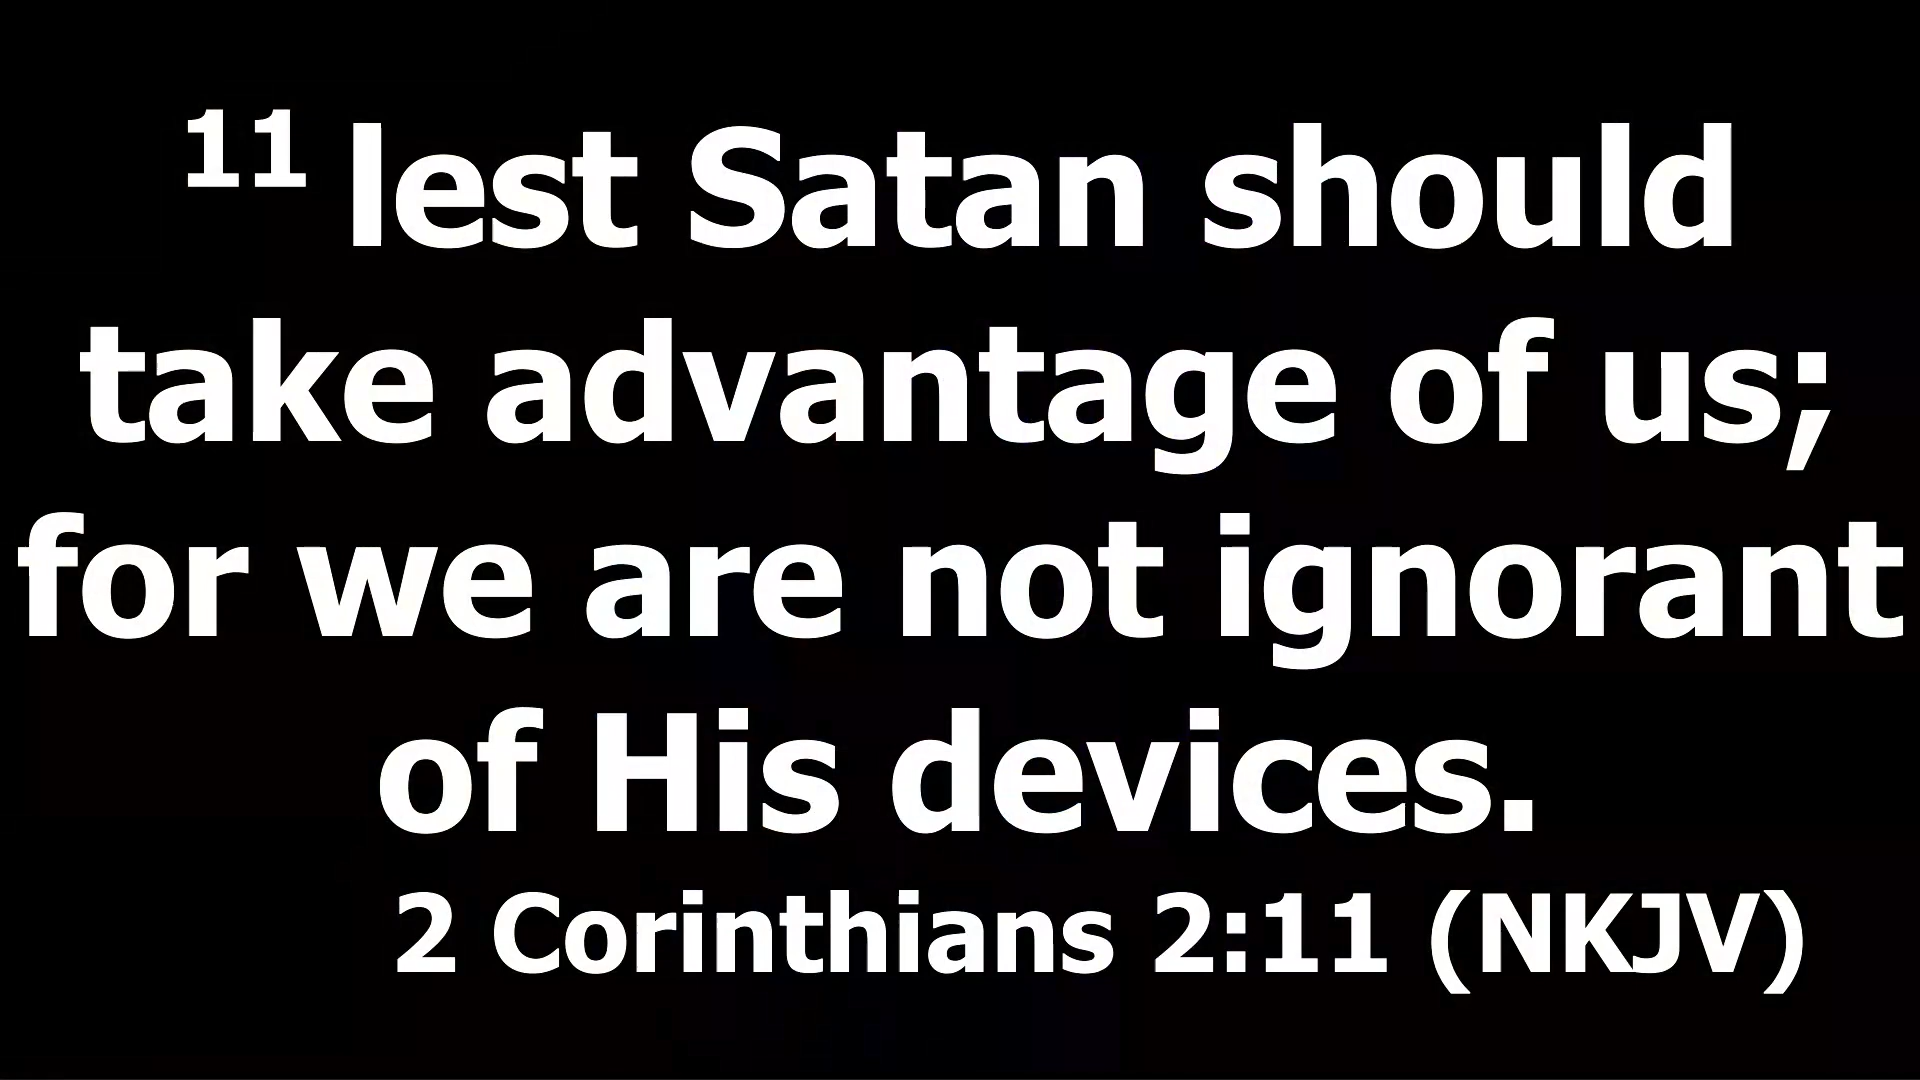 11 lest Satan should
take advantage of us;
for we are not ignorant
of His devices.
2 Corinthians 2:11 (NKJV)